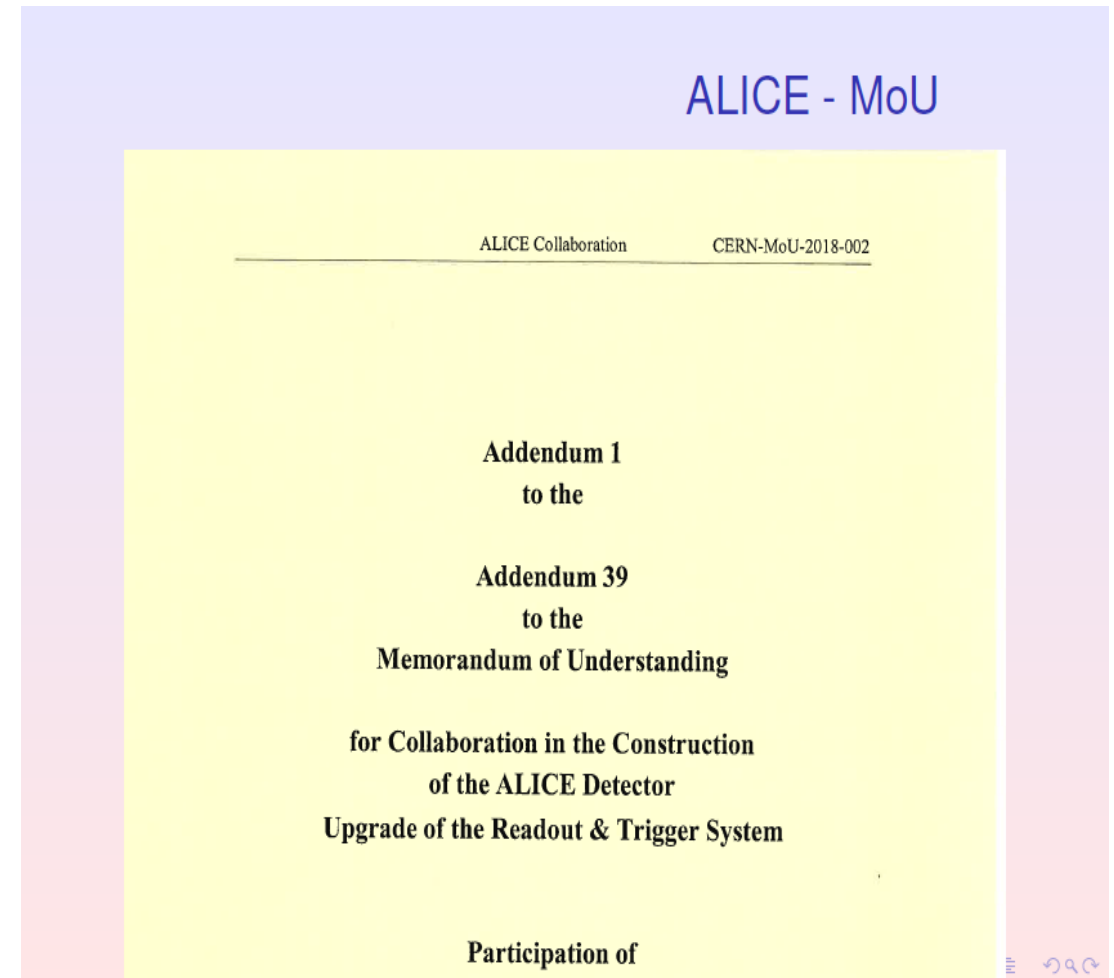 ALICE - MoU
ALICE Collaboration CERN-MoU-2018-002
Addendum 1
to the
Addendum 39
to the
Memorandum of Understanding
for Collaboration in the Construction
of the ALICE Detector
Upgrade of the Readout & Trigger System
Participation of